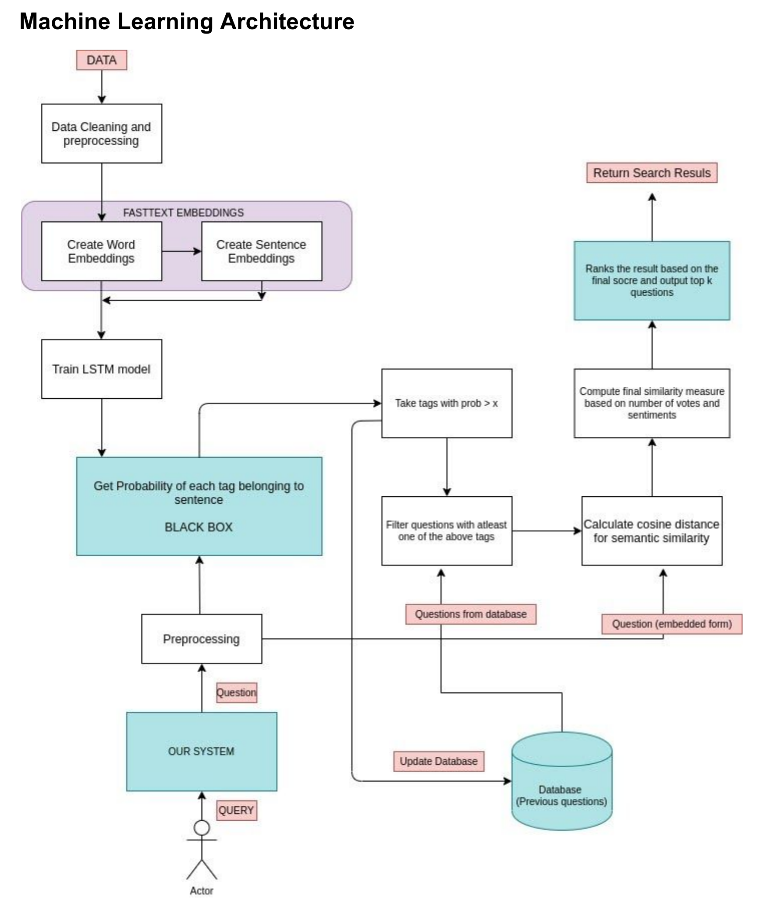 Machine Learning Architecture
DATA
Data Cleaning and
preprocessing
FASTTEXT EMBEDDINGS
Create Word
Embeddings
Create Sentence
Embeddings
Train LSTM model
Get Probability of each tag belonging to
sentence
BLACK BOX
Preprocessing
Question
OUR SYSTEM
QUERY
Actor
Take tags with prob > x
Filter questions with atleast
one of the above tags
Questions from database
Update Database
Database
(Previous questions)
Return Search Resuls
Ranks the result based on the
final socre and output top k
questions
Compute final similarity measure
based on number of votes and
sentiments
Calculate cosine distance
for semantic similarity
Question (embedded form)